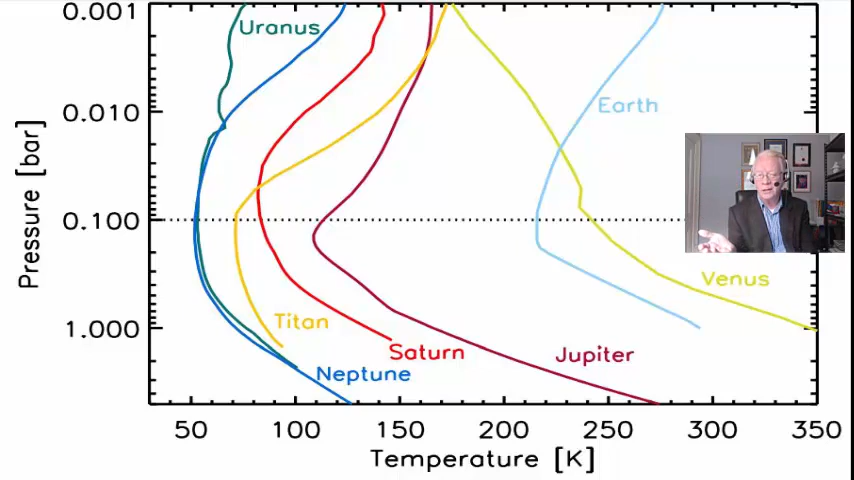 0.001
Uranus
0.010
Earth
Pressure [bar]
0.100
Venus
Titan
1.000
Saturn
Jupiter
Neptune
50 100 150 200 250 300 350
Temperature [K]